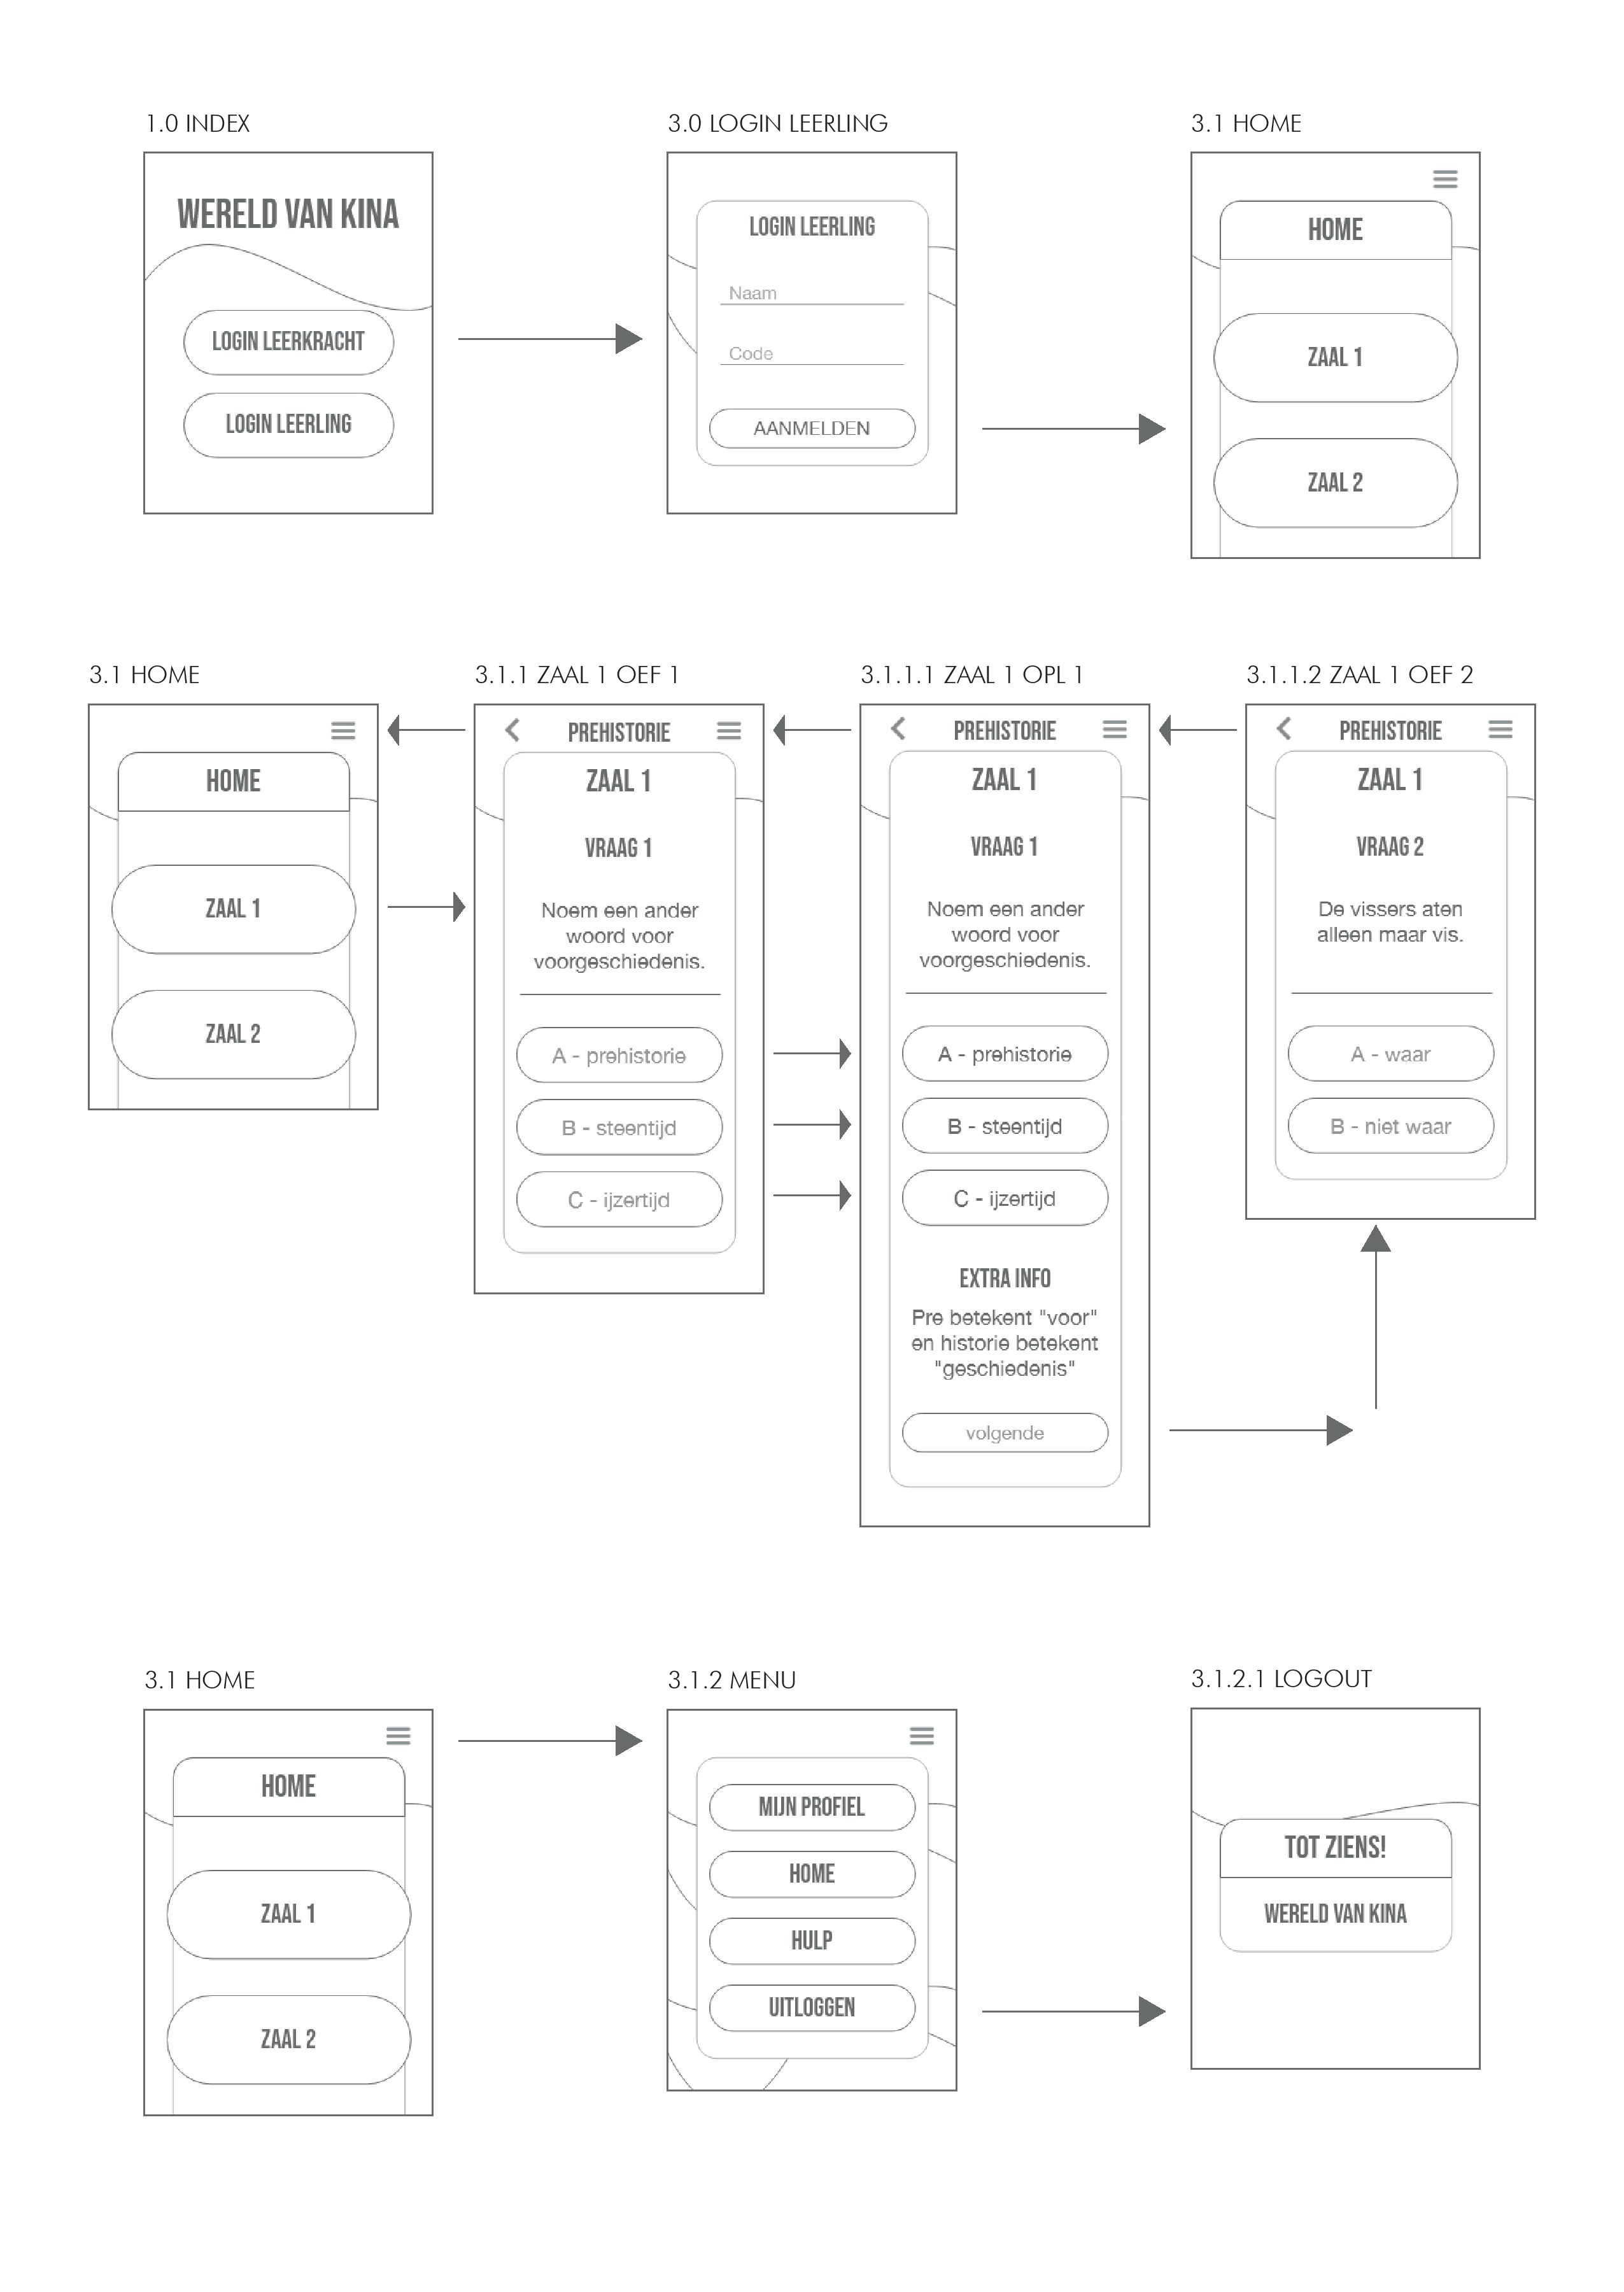 1.0 INDEX
WERELD VAN KINA
LOGIN LEERKRACHT
LOGIN LEERLING
3.0 LOGIN LEERLING
LOGIN LEERLING
Naam
Code
AANMELDEN
3.1 HOME
HOME
ZAAL 1
ZAAL 2
3.1 HOME
HOME
ZAAL 1
ZAAL 2
3.1.1 ZAAL 1 OEF 1
PREHISTORIE
ZAAL 1
VRAAG 1
Noem een ander
woord voor
voorgeschiedenis.
A - prehistorie
B - steentijd
C - ijzertijd
3.1.1.1 ZAAL 1 OPL 1
PREHISTORIE
ZAAL 1
VRAAG 1
Noem een ander
woord voor
voorgeschiedenis.
A - prehistorie
B - steentijd
C - ijzertijd
EXTRA INFO
Pre betekent "voor"
en historie betekent
"geschiedenis"
volgende
3.1.1.2 ZAAL 1 OEF 2
PREHISTORIE
ZAAL 1
VRAAG 2
De vissers aten
alleen maar vis.
A - waar
B - niet waar
3.1 HOME
HOME
ZAAL 1
ZAAL 2
3.1.2 MENU
MIJN PROFIEL
HOME
HULP
UITLOGGEN
3.1.2.1 LOGOUT
TOT ZIENS!
WERELD VAN KINA